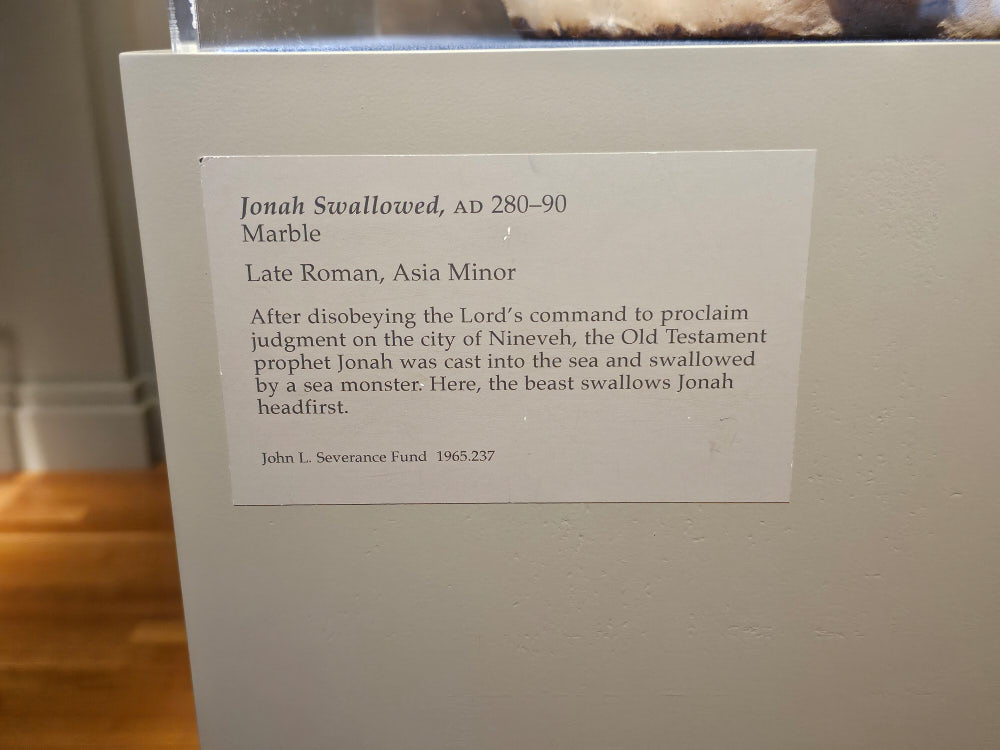 Jonah Swallowed, AD 280–90
Marble
Late Roman, Asia Minor
After disobeying the Lord's command to proclaim
judgment on the city of Nineveh, the Old Testament
prophet Jonah was cast into the sea and swallowed
by a sea monster. Here, the beast swallows Jonah
headfirst.
John L. Severance Fund 1965.237